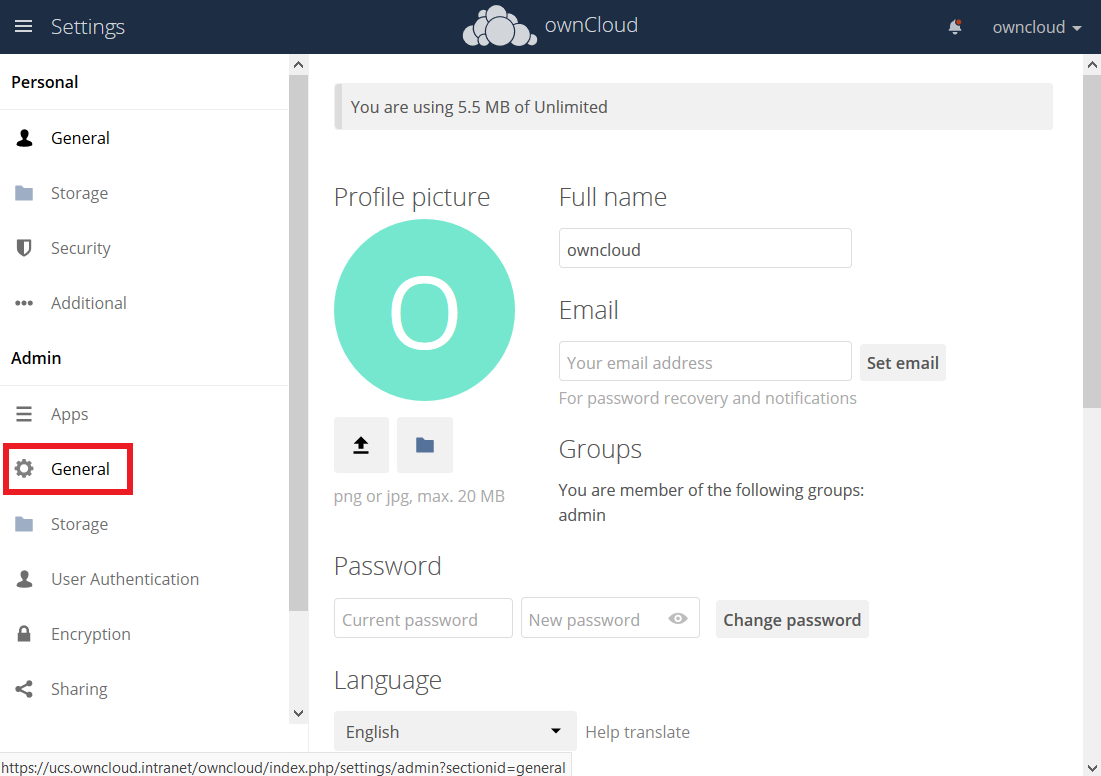 Settings
ownCloud
owncloud
Personal
General
Storage
Security
Additional
Admin
Apps
General
Storage
User Authentication
Encryption
Sharing
You are using 5.5 MB of Unlimited
Profile picture
O
png or jpg, max. 20 MB
Full name
owncloud
Email
Your email address
Set email
For password recovery and notifications
Groups
You are member of the following groups:
admin
Password
Current password
New password
Change password
Language
English
Help translate
https://ucs.owncloud.intranet/owncloud/index.php/settings/admin?sectionid=general